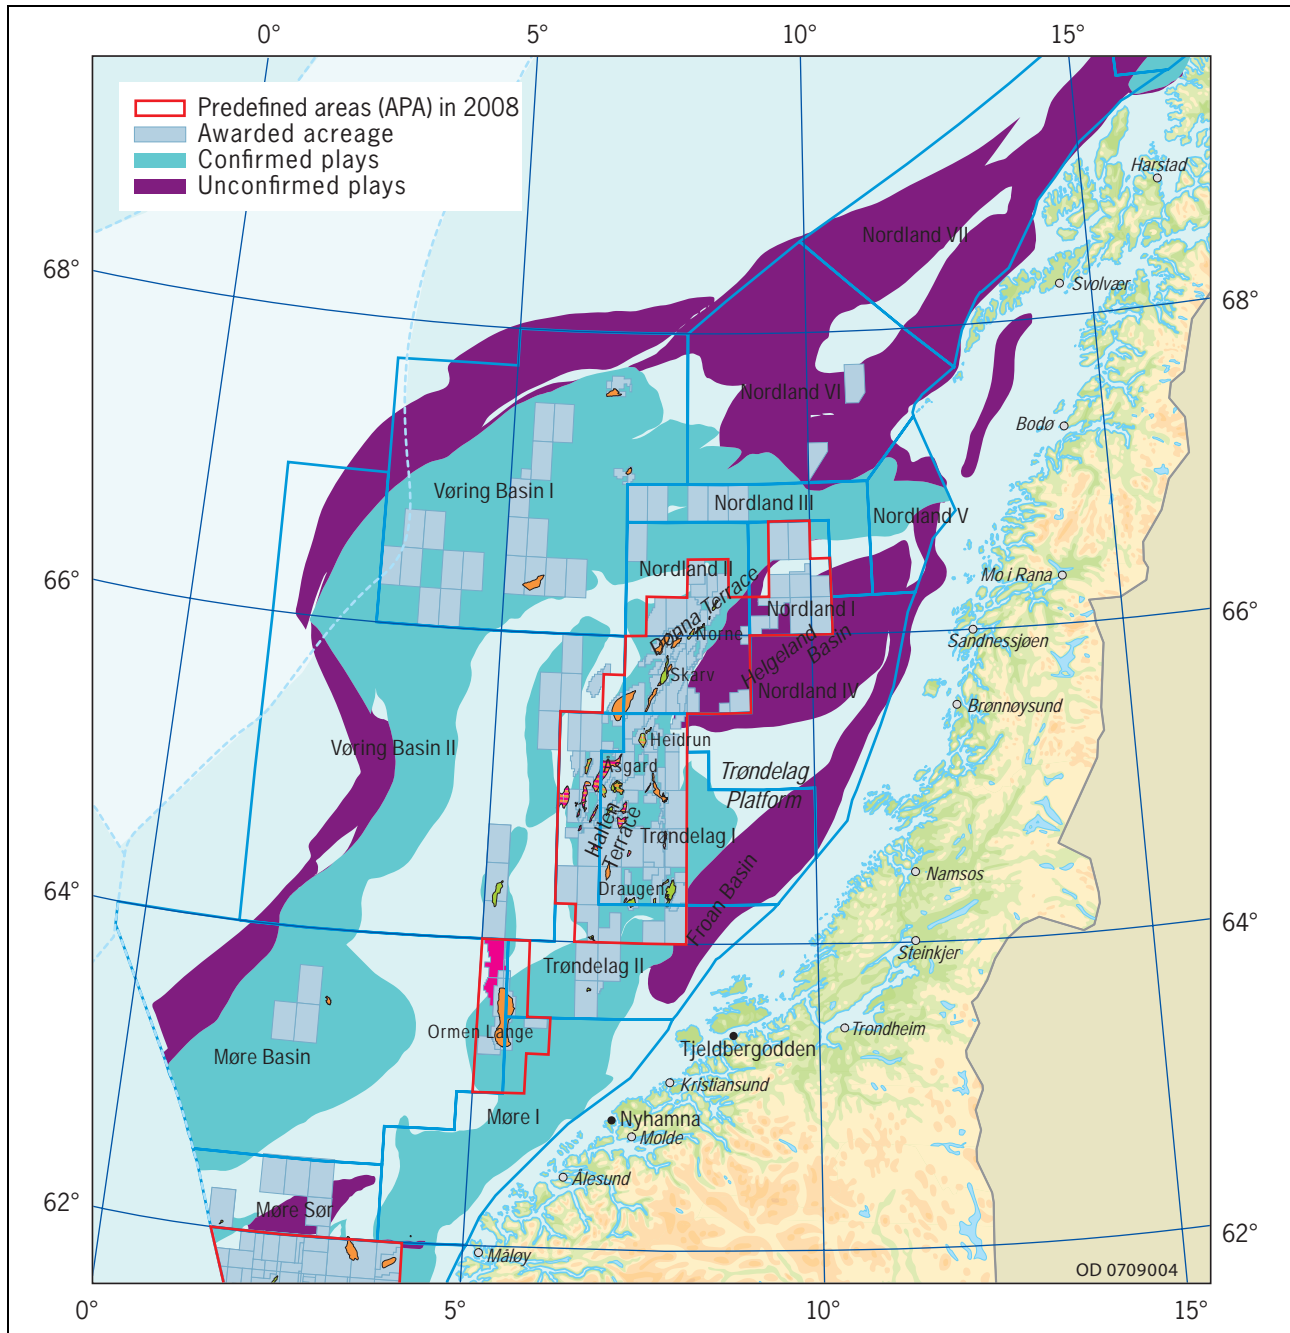 0° 5° 10° 15°
Predefined areas (APA) in 2008
Awarded acreage
Confirmed plays
Unconfirmed plays
Harstad
Nordland VII
68°
Svolvær
68°
Nordland VI
Bodø
Vøring Basin I
Nordland III
Nordland V
66°
Nordland II
Mo i Rana
Dønna Terrace
Nordland I
66°
Norne
Sandnessjøen
Helgeland
Basin
Skarv
Nordland IV
Brønnøysund
Vøring Basin II
Heidrun
Åsgard
Trøndelag
Platform
Halten
Terrace
Trøndelag I
Namsos
64°
Draugen
Froan Basin
64°
Steinkjer
Trøndelag II
Ormen Lange
Trondheim
Møre Basin
Tjeldbergodden
Kristiansund
Møre I
Nyhamna
Molde
Ålesund
62°
Møre Sør
62°
Måløy
OD 0709004
0° 5° 10° 15°